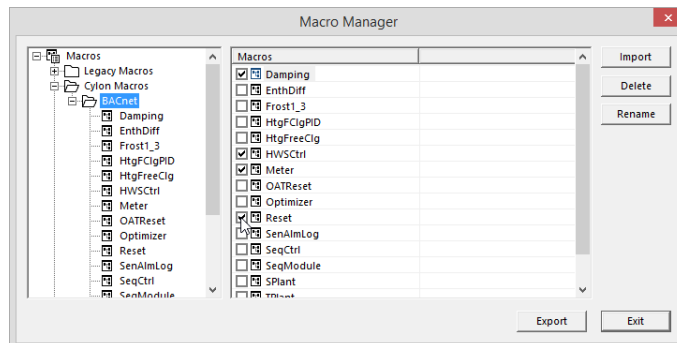 Macro Manager
Macros
Legacy Macros
Cylon Macros
BACnet
Damping
EnthDiff
Frost1_3
HtgFClgPID
HtgFreeClg
HWSCtrl
Meter
OATReset
Optimizer
Reset
SenAlmLog
SeqCtrl
SeqModule
Macros
Damping
EnthDiff
Frost1_3
HtgFClgPID
HtgFreeClg
HWSCtrl
Meter
OATReset
Optimizer
Reset
SenAlmLog
SeqCtrl
SeqModule
SPlant
TPlant
Import
Delete
Rename
Export
Exit